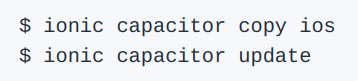 $ ionic capacitor copy ios
$ ionic capacitor update